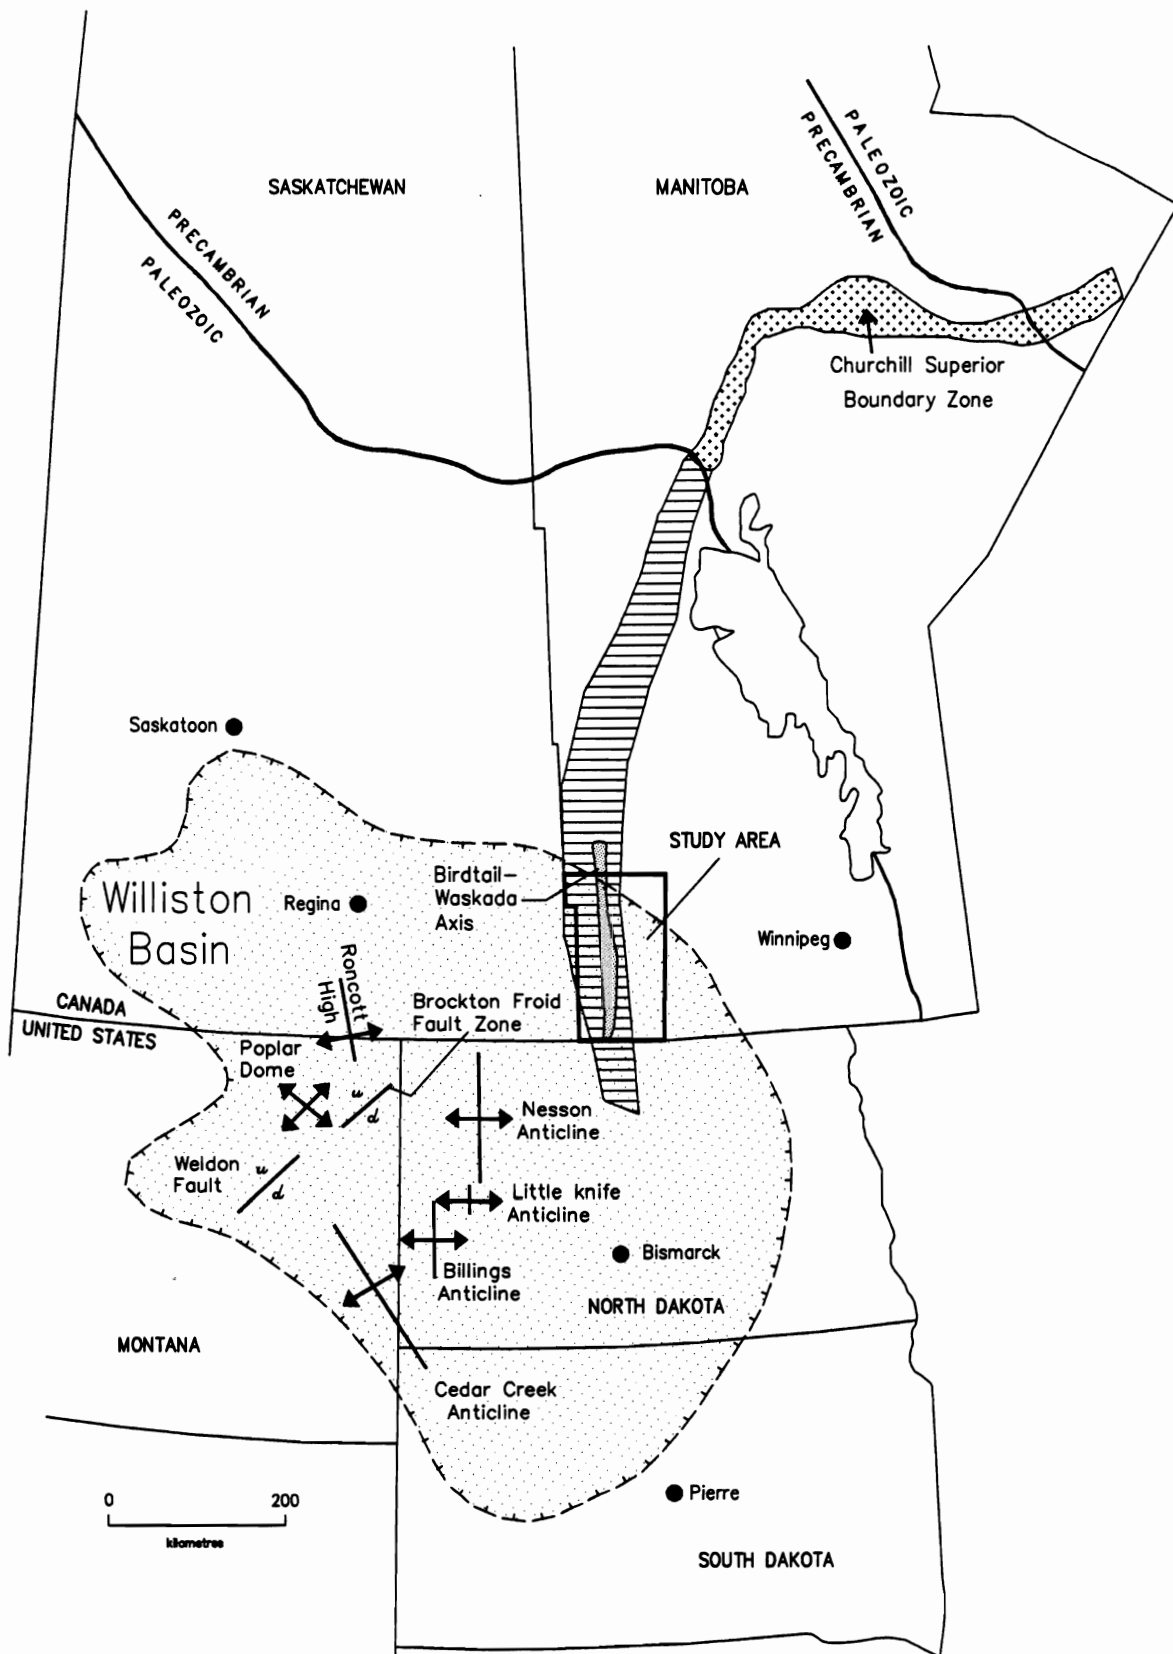 SASKATCHEWAN
MANITOBA
PALEOZOIC
PRECAMBRIAN
PRECAMBRIAN
PALEOZOIC
Churchill Superior
Boundary Zone
Saskatoon
STUDY AREA
Birdtail–
Waskada
Axis
Williston
Basin
Regina
Winnipeg
Roncott
High
Brockton Froid
Fault Zone
CANADA
UNITED STATES
Poplar
Dome
u
d
Nesson
Anticline
Weldon
Fault
u
d
Little knife
Anticline
Bismarck
Billings
Anticline
NORTH DAKOTA
MONTANA
Cedar Creek
Anticline
0 200
kilometres
Pierre
SOUTH DAKOTA